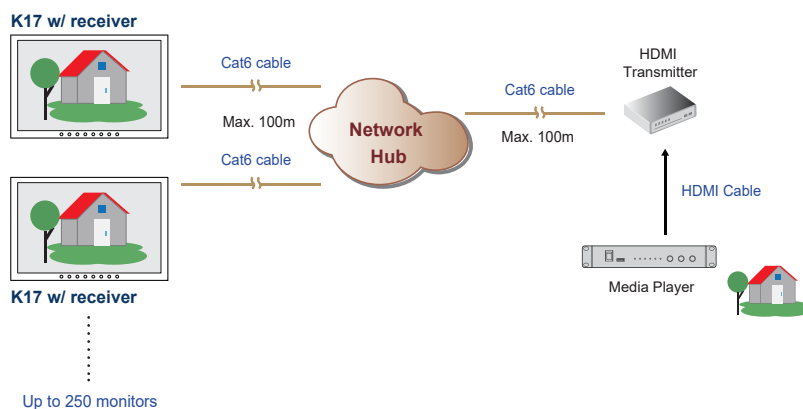 K17 w/ receiver
Cat6 cable
Max. 100m
Cat6 cable
K17 w/ receiver
Up to 250 monitors
Network
Hub
Cat6 cable
Max. 100m
HDMI
Transmitter
HDMI Cable
Media Player